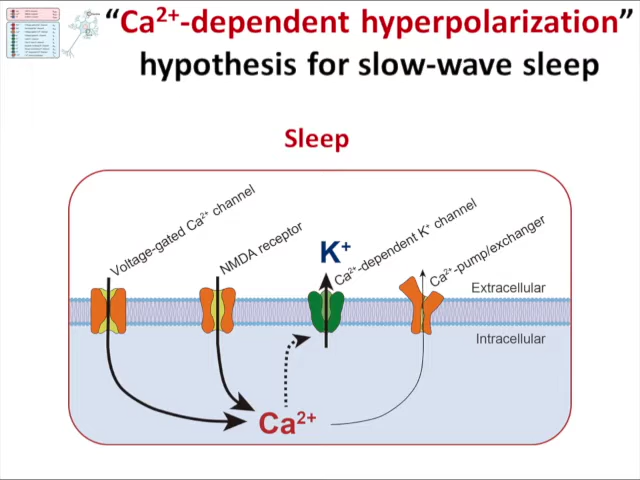 “Ca²⁺-dependent hyperpolarization”
hypothesis for slow-wave sleep
Sleep
Voltage-gated Ca²⁺ channel
NMDA receptor
K⁺
Ca²⁺-dependent K⁺ channel
Ca²⁺-pump/exchanger
Extracellular
Intracellular
Ca²⁺